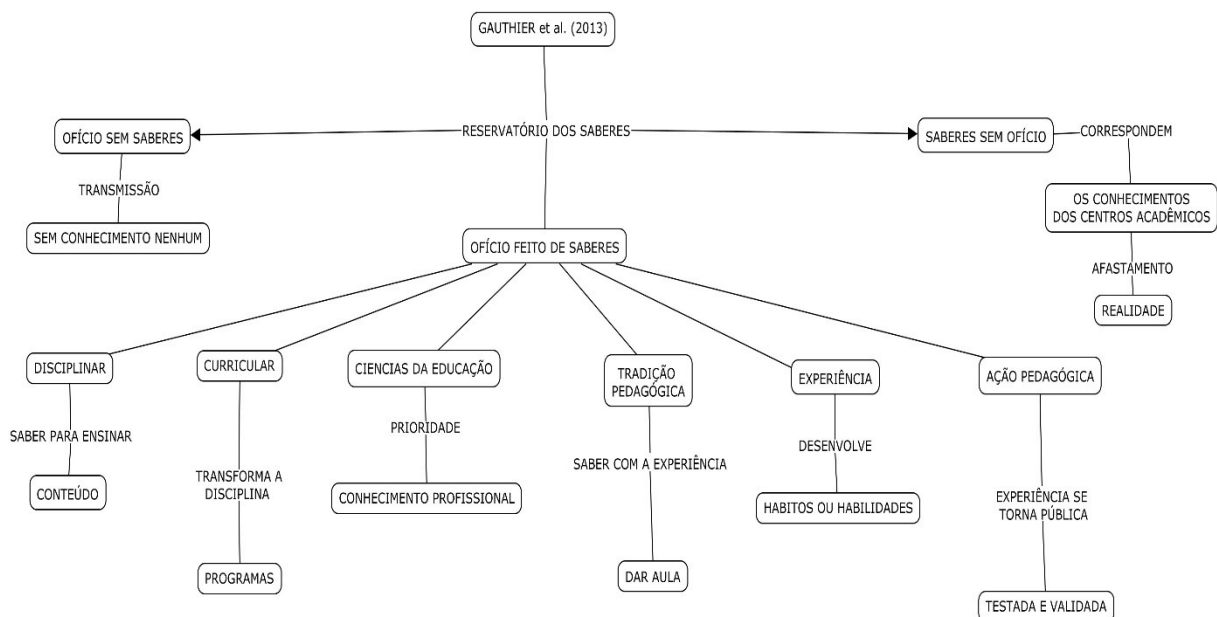 GAUTHIER et al. (2013)
OFÍCIO SEM SABERES
RESERVATÓRIO DOS SABERES
SABERES SEM OFÍCIO
CORRESPONDEM
TRANSMISSÃO
OS CONHECIMENTOS
DOS CENTROS ACADÊMICOS
SEM CONHECIMENTO NENHUM
OFÍCIO FEITO DE SABERES
AFASTAMENTO
REALIDADE
DISCIPLINAR
CURRICULAR
CIENCIAS DA EDUCAÇÃO
TRADIÇÃO
PEDAGÓGICA
EXPERIÊNCIA
AÇÃO PEDAGÓGICA
SABER PARA ENSINAR
PRIORIDADE
DESENVOLVE
SABER COM A EXPERIÊNCIA
TRANSFORMA A
DISCIPLINA
CONTEÚDO
CONHECIMENTO PROFISSIONAL
HABITOS OU HABILIDADES
EXPERIÊNCIA SE
TORNA PÚBLICA
PROGRAMAS
DAR AULA
TESTADA E VALIDADA